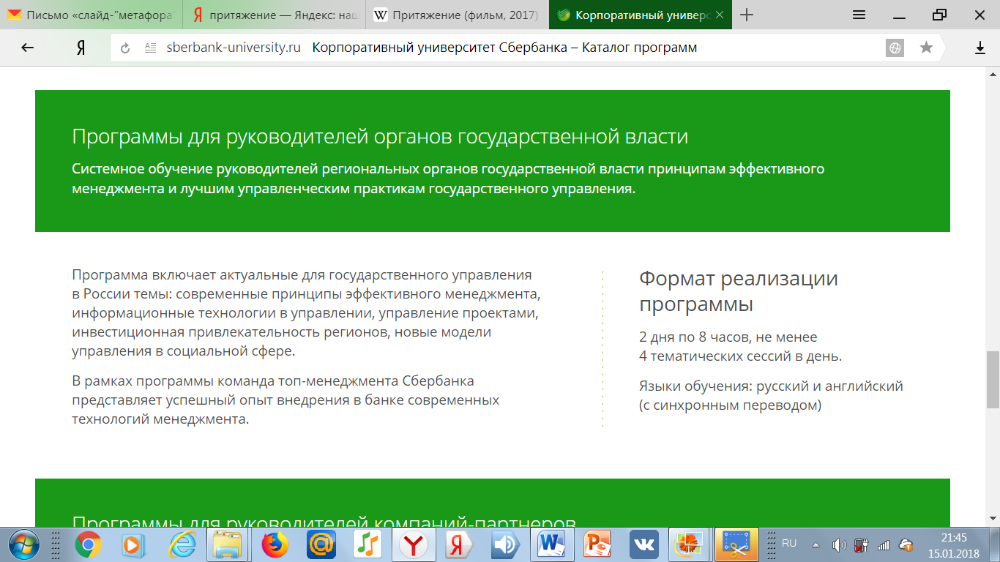 Письмо «слайд-"метафора"
притяжение — Яндекс: наш
Притяжение (фильм, 2017)
Корпоративный универс
sberbank-university.ru Корпоративный университет Сбербанка – Каталог программ
Программы для руководителей органов государственной власти
Системное обучение руководителей региональных органов государственной власти принципам эффективного
менеджмента и лучшим управленческим практикам государственного управления.
Программа включает актуальные для государственного управления
в России темы: современные принципы эффективного менеджмента,
информационные технологии в управлении, управление проектами,
инвестиционная привлекательность регионов, новые модели
управления в социальной сфере.
В рамках программы команда топ-менеджмента Сбербанка
представляет успешный опыт внедрения в банке современных
технологий менеджмента.
Формат реализации
программы
2 дня по 8 часов, не менее
4 тематических сессий в день.
Языки обучения: русский и английский
(с синхронным переводом)
Программы для руководителей компаний-партнеров
RU
21:45
15.01.2018